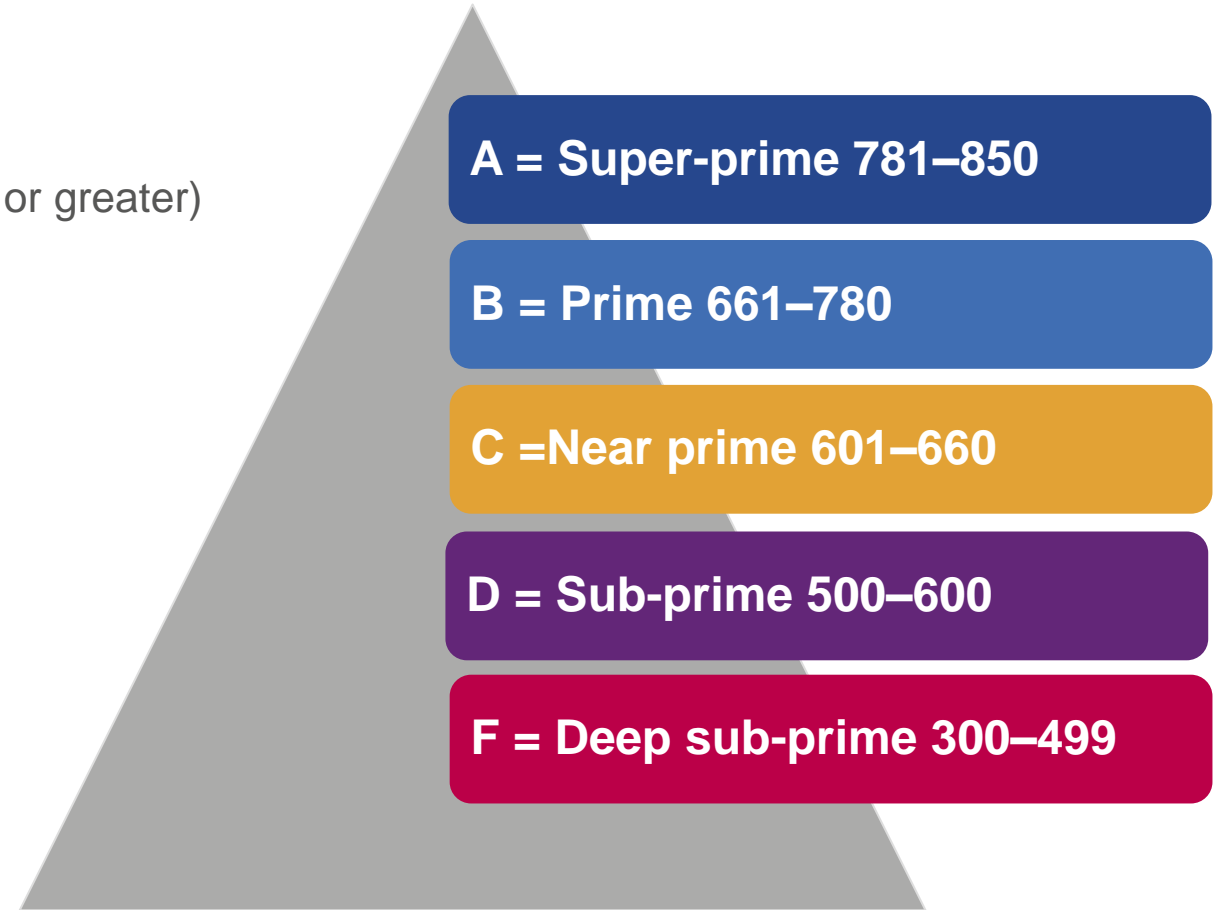 A = Super-prime 781–850
or greater)
B = Prime 661–780
C =Near prime 601–660
D = Sub-prime 500–600
F = Deep sub-prime 300–499